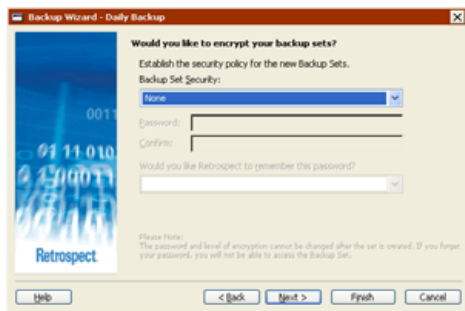 Backup Wizard - Daily Backup
Would you like to encrypt your backup sets?
Establish the security policy for the new Backup Sets.
Backup Set Security:
None
Password:
Confirm:
Would you like Retrospect to remember this password?
Please Note:
The password and level of encryption cannot be changed after the set is created. If you forget
your password, you will not be able to access the Backup Set.
0011
01 11 010
Retrospect
Help
< Back
Next >
Finish
Cancel